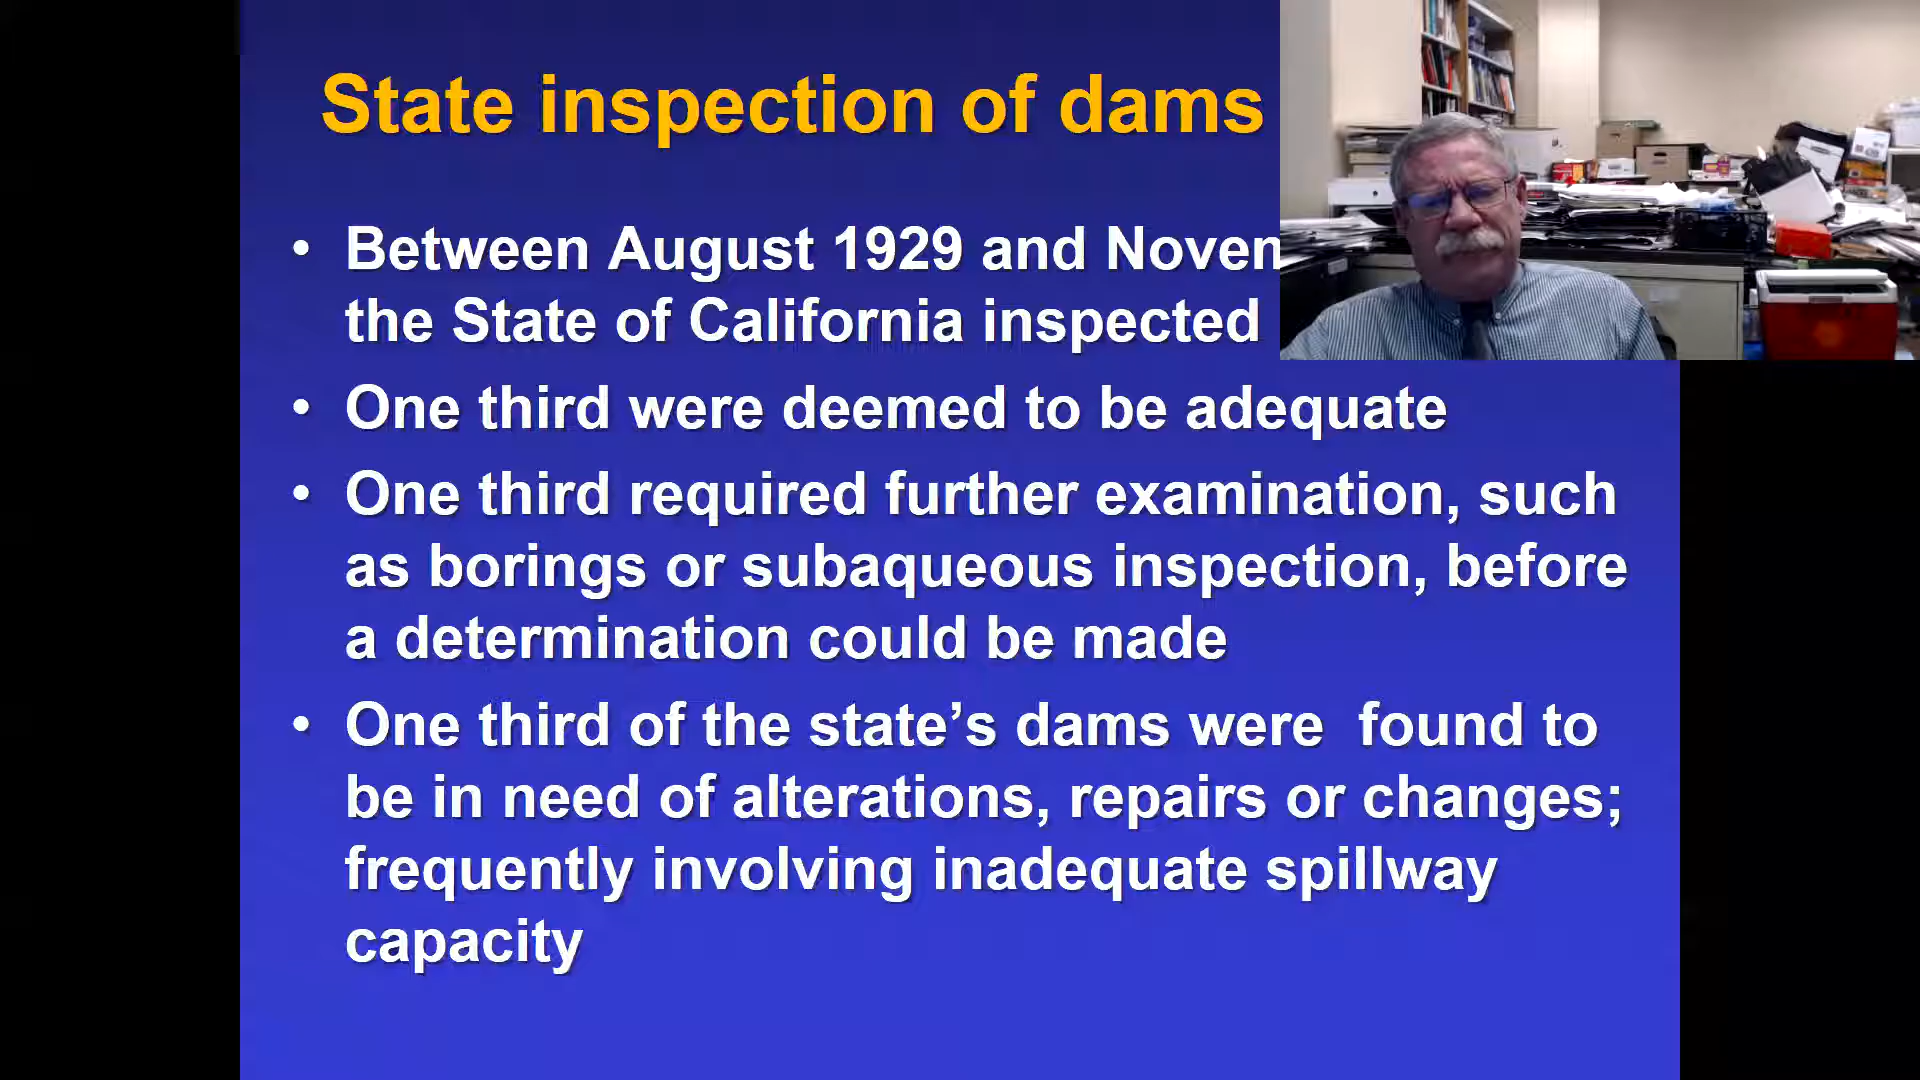 State inspection of dams
• Between August 1929 and
the State of California inspected
• One third were deemed to be adequate
• One third required further examination, such
as borings or subaqueous inspection, before
a determination could be made
• One third of the state’s dams were found to
be in need of alterations, repairs or changes;
frequently involving inadequate spillway
capacity